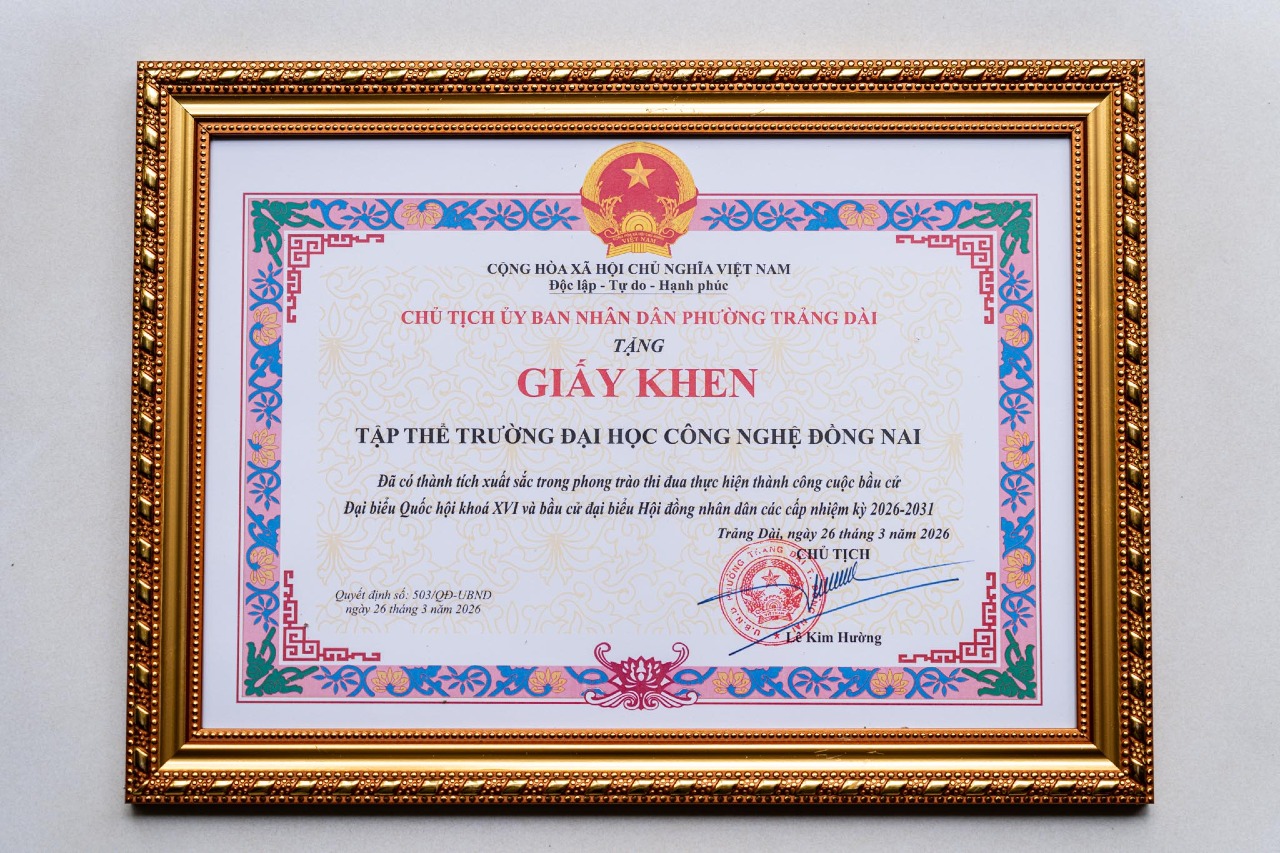 VIỆT NAM
CỘNG HÒA XÃ HỘI CHỦ NGHĨA VIỆT NAM
Độc lập - Tự do - Hạnh phúc
CHỦ TỊCH ỦY BAN NHÂN DÂN PHƯỜNG TRẢNG DÀI
TẶNG
GIẤY KHEN
TẬP THỂ TRƯỜNG ĐẠI HỌC CÔNG NGHỆ ĐỒNG NAI
Đã có thành tích xuất sắc trong phong trào thi đua thực hiện thành công cuộc bầu cử
Đại biểu Quốc hội khoá XVI và bầu cử đại biểu Hội đồng nhân dân các cấp nhiệm kỳ 2026-2031
Trảng Dài, ngày 26 tháng 3 năm 2026
CHỦ TỊCH
U.B.N.D PHƯỜNG TRẢNG DÀI
Quyết định số: 503/QĐ-UBND
ngày 26 tháng 3 năm 2026
Lê Kim Hường